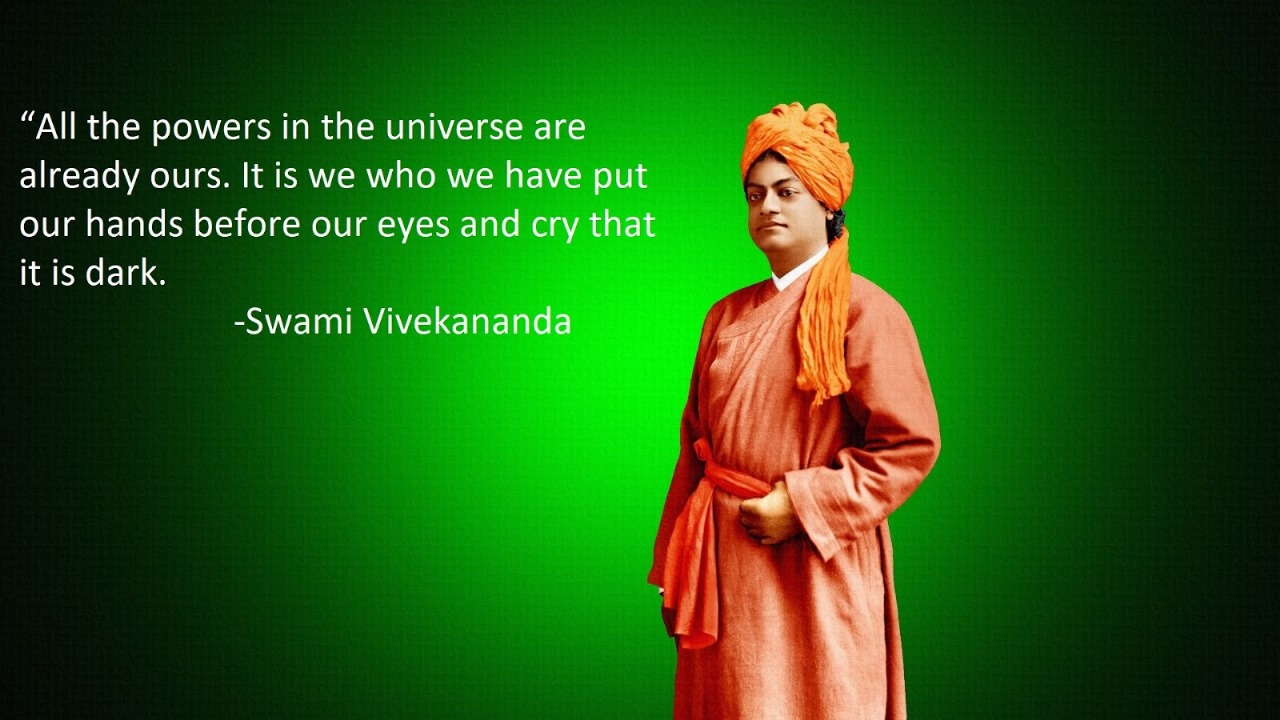 “All the powers in the universe are
already ours. It is we who we have put
our hands before our eyes and cry that
it is dark.
-Swami Vivekananda